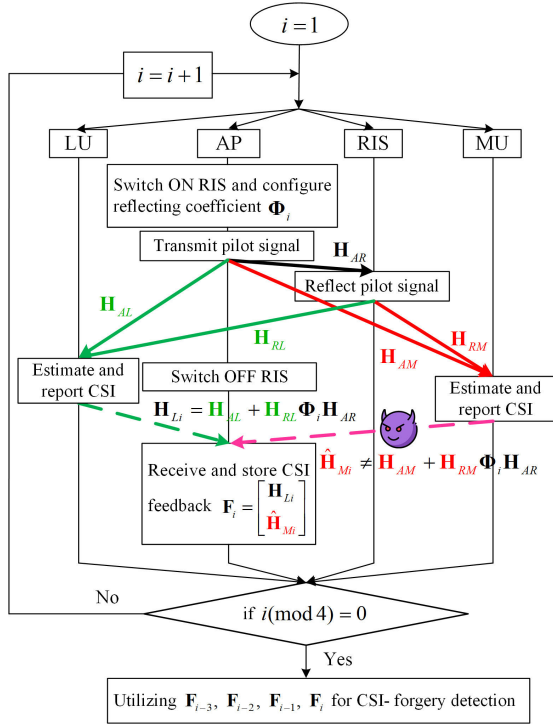 i = 1
i = i + 1
LU
AP
RIS
MU
Switch ON RIS and configure
reflecting coefficient Φ_i
Transmit pilot signal
H_AR
Reflect pilot signal
H_AL
H_RL
H_AM
H_RM
Estimate and
report CSI
Switch OFF RIS
Estimate and
report CSI
H_Li = H_AL + H_RL Φ_i H_AR
Ĥ_Mi ≠ H_AM + H_RM Φ_i H_AR
Receive and store CSI
feedback F_i = [H_Li
Ĥ_Mi]
No
if i(mod 4) = 0
Yes
Utilizing F_i−3, F_i−2, F_i−1, F_i for CSI- forgery detection